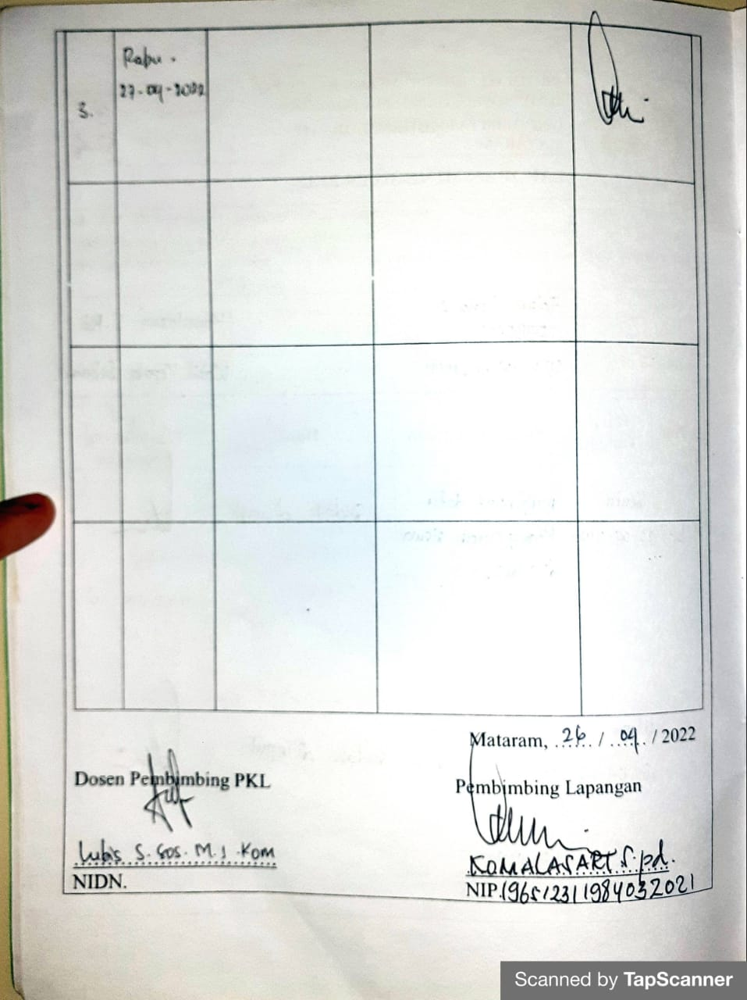 Rabu.
27-04-2022
3.
Mataram, 26. / .04. / 2022
Dosen Pembimbing PKL
Pembimbing Lapangan
Lubis S. Sos. M. I. Kom
KOMALASARI S.pd.
NIDN.
NIP.196512311984032021
Scanned by TapScanner